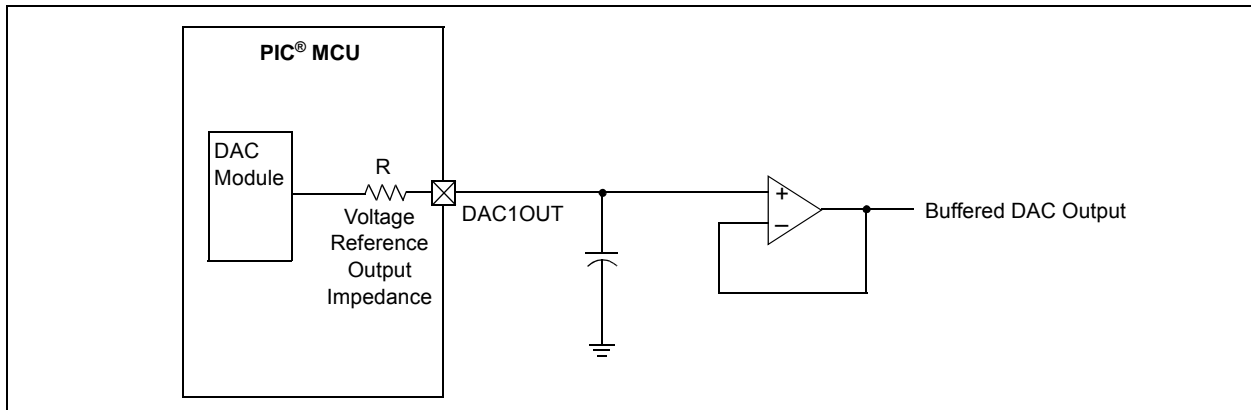 PIC® MCU
DAC
Module
R
Voltage
Reference
Output
Impedance
DAC1OUT
+
–
Buffered DAC Output